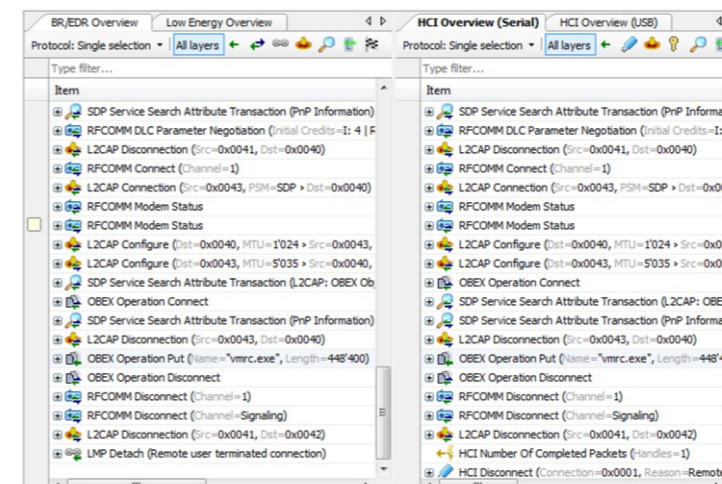 BR/EDR Overview Low Energy Overview
Protocol: Single selection All layers
Type filter...
Item
SDP Service Search Attribute Transaction (PnP Information)
RFCOMM DLC Parameter Negotiation (Initial Credits=I: 4 | R
L2CAP Disconnection (Src=0x0041, Dst=0x0040)
RFCOMM Connect (Channel=1)
L2CAP Connection (Src=0x0043, PSM=SDP > Dst=0x0040)
RFCOMM Modem Status
RFCOMM Modem Status
L2CAP Configure (Dst=0x0040, MTU=1'024 > Src=0x0043,
L2CAP Configure (Dst=0x0043, MTU=5'035 > Src=0x0040,
SDP Service Search Attribute Transaction (L2CAP: OBEX Ob
OBEX Operation Connect
SDP Service Search Attribute Transaction (PnP Information)
L2CAP Disconnection (Src=0x0043, Dst=0x0040)
OBEX Operation Put (Name="vmrc.exe", Length=448'400)
OBEX Operation Disconnect
RFCOMM Disconnect (Channel=1)
RFCOMM Disconnect (Channel=Signaling)
L2CAP Disconnection (Src=0x0041, Dst=0x0042)
LMP Detach (Remote user terminated connection)
HCI Overview (Serial) HCI Overview (USB)
Protocol: Single selection All layers
Type filter...
Item
SDP Service Search Attribute Transaction (PnP Informa
RFCOMM DLC Parameter Negotiation (Initial Credits=I:
L2CAP Disconnection (Src=0x0041, Dst=0x0040)
RFCOMM Connect (Channel=1)
L2CAP Connection (Src=0x0043, PSM=SDP > Dst=0x00
RFCOMM Modem Status
RFCOMM Modem Status
L2CAP Configure (Dst=0x0040, MTU=1'024 > Src=0x0
L2CAP Configure (Dst=0x0043, MTU=5'035 > Src=0x0
OBEX Operation Connect
SDP Service Search Attribute Transaction (L2CAP: OBE
SDP Service Search Attribute Transaction (PnP Informa
L2CAP Disconnection (Src=0x0043, Dst=0x0040)
OBEX Operation Put (Name="vmrc.exe", Length=448'4
OBEX Operation Disconnect
RFCOMM Disconnect (Channel=1)
RFCOMM Disconnect (Channel=Signaling)
L2CAP Disconnection (Src=0x0041, Dst=0x0042)
HCI Number Of Completed Packets (Handles=1)
HCI Disconnect (Connection=0x0001, Reason=Remote